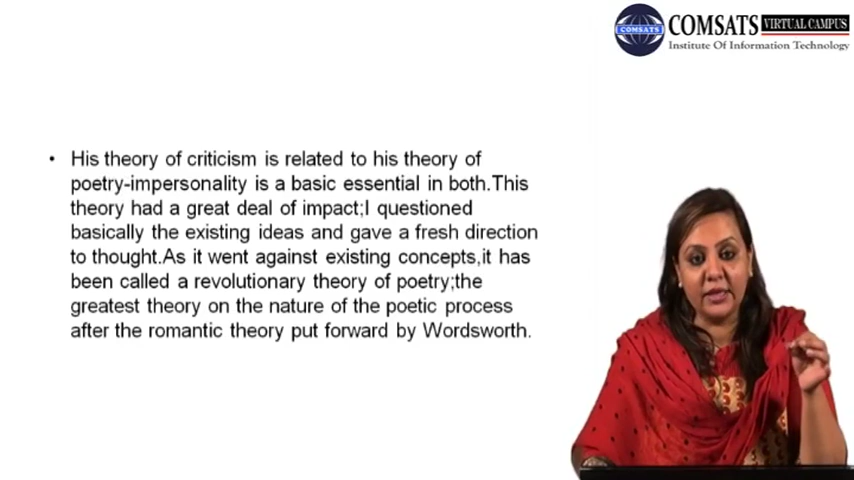 COMSATS
COMSATS VIRTUAL CAMPUS
Institute Of Information Technology
• His theory of criticism is related to his theory of
poetry-impersonality is a basic essential in both.This
theory had a great deal of impact;I questioned
basically the existing ideas and gave a fresh direction
to thought.As it went against existing concepts,it has
been called a revolutionary theory of poetry;the
greatest theory on the nature of the poetic process
after the romantic theory put forward by Wordsworth.